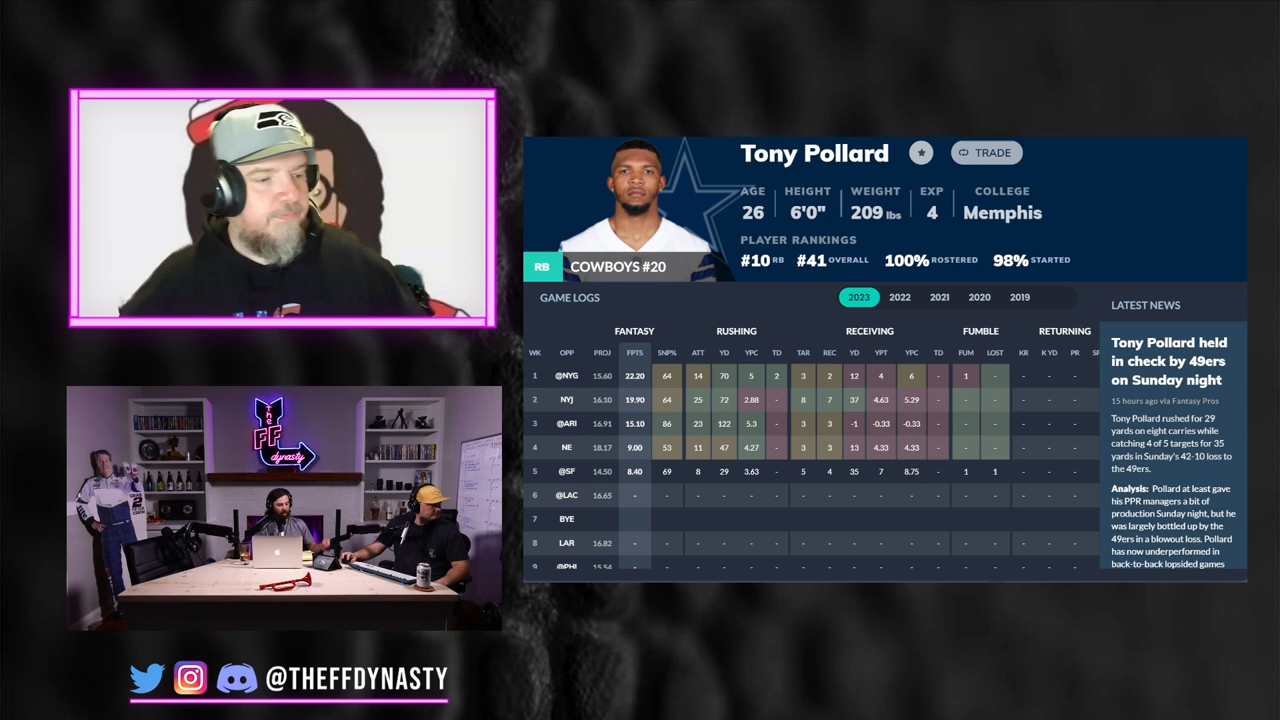 Tony Pollard
TRADE
AGE HEIGHT WEIGHT EXP COLLEGE
26 6'0" 209 lbs 4 Memphis
PLAYER RANKINGS
#10 RB #41 OVERALL 100% ROSTERED 98% STARTED
RB COWBOYS #20
GAME LOGS
2023 2022 2021 2020 2019
FANTASY RUSHING RECEIVING FUMBLE RETURNING
WK OPP PROJ FPTS SNP% ATT YD YPC TD TAR REC YD YPT YPC TD FUM LOST KR K YD PR
1 @NYG 15.60 22.20 64 14 70 5 2 3 2 12 4 6 - 1 - - - -
2 NYJ 16.10 19.90 64 25 72 2.88 - 8 7 37 4.63 5.29 - - - - - -
3 @ARI 16.91 15.10 86 23 122 5.3 - 3 3 -1 -0.33 -0.33 - - - - - -
4 NE 18.17 9.00 53 11 47 4.27 - 3 3 13 4.33 4.33 - - - - - -
5 @SF 14.50 8.40 69 8 29 3.63 - 5 4 35 7 8.75 - 1 1 - - -
6 @LAC 16.65 - - - - - - - - - - - - - - - - -
7 BYE
8 LAR 16.82 - - - - - - - - - - - - - - - - -
9 @PHI 15.54
LATEST NEWS
Tony Pollard held
in check by 49ers
on Sunday night
15 hours ago via Fantasy Pros
Tony Pollard rushed for 29
yards on eight carries while
catching 4 of 5 targets for 35
yards in Sunday's 42-10 loss to
the 49ers.
Analysis: Pollard at least gave
his PPR managers a bit of
production Sunday night, but he
was largely bottled up by the
49ers in a blowout loss. Pollard
has now underperformed in
back-to-back lopsided games
The
FF
dynasty
@THEFFDYNASTY